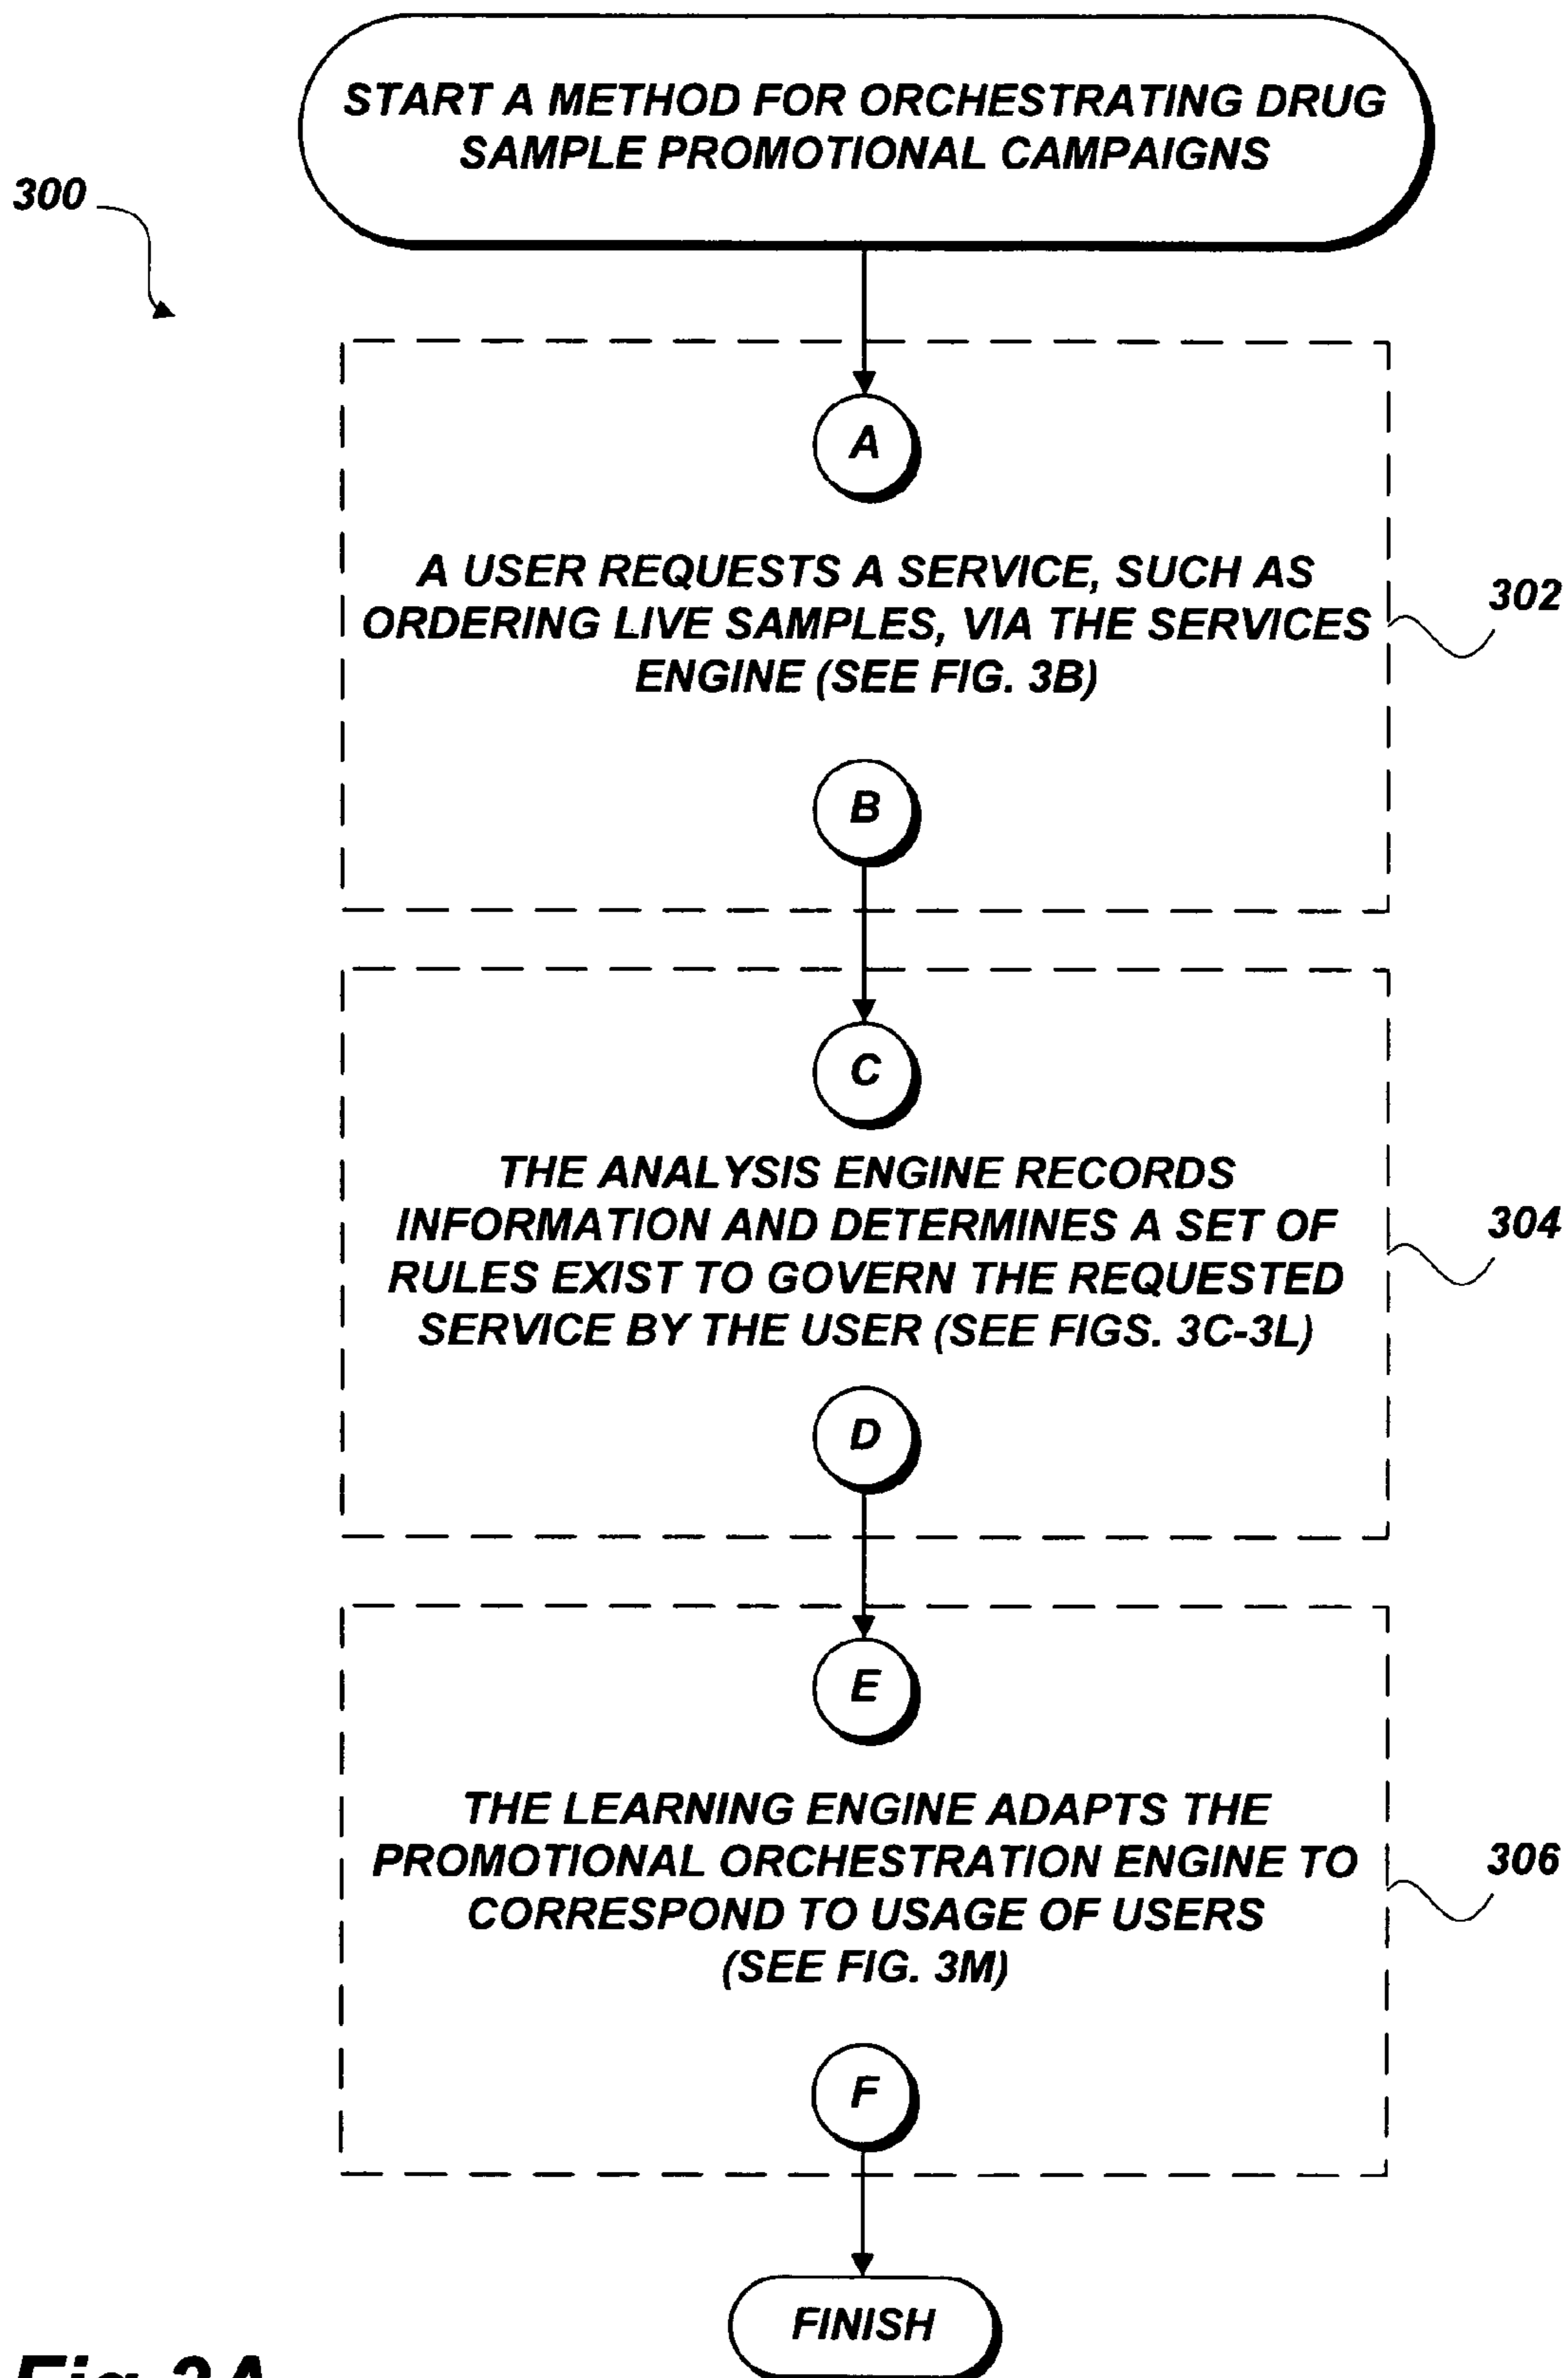 START A METHOD FOR ORCHESTRATING DRUG
SAMPLE PROMOTIONAL CAMPAIGNS
300
A
A USER REQUESTS A SERVICE, SUCH AS
ORDERING LIVE SAMPLES, VIA THE SERVICES
ENGINE (SEE FIG. 3B)
302
B
C
THE ANALYSIS ENGINE RECORDS
INFORMATION AND DETERMINES A SET OF
RULES EXIST TO GOVERN THE REQUESTED
SERVICE BY THE USER (SEE FIGS. 3C-3L)
304
D
E
THE LEARNING ENGINE ADAPTS THE
PROMOTIONAL ORCHESTRATION ENGINE TO
CORRESPOND TO USAGE OF USERS
(SEE FIG. 3M)
306
F
FINISH
Fig.3A.